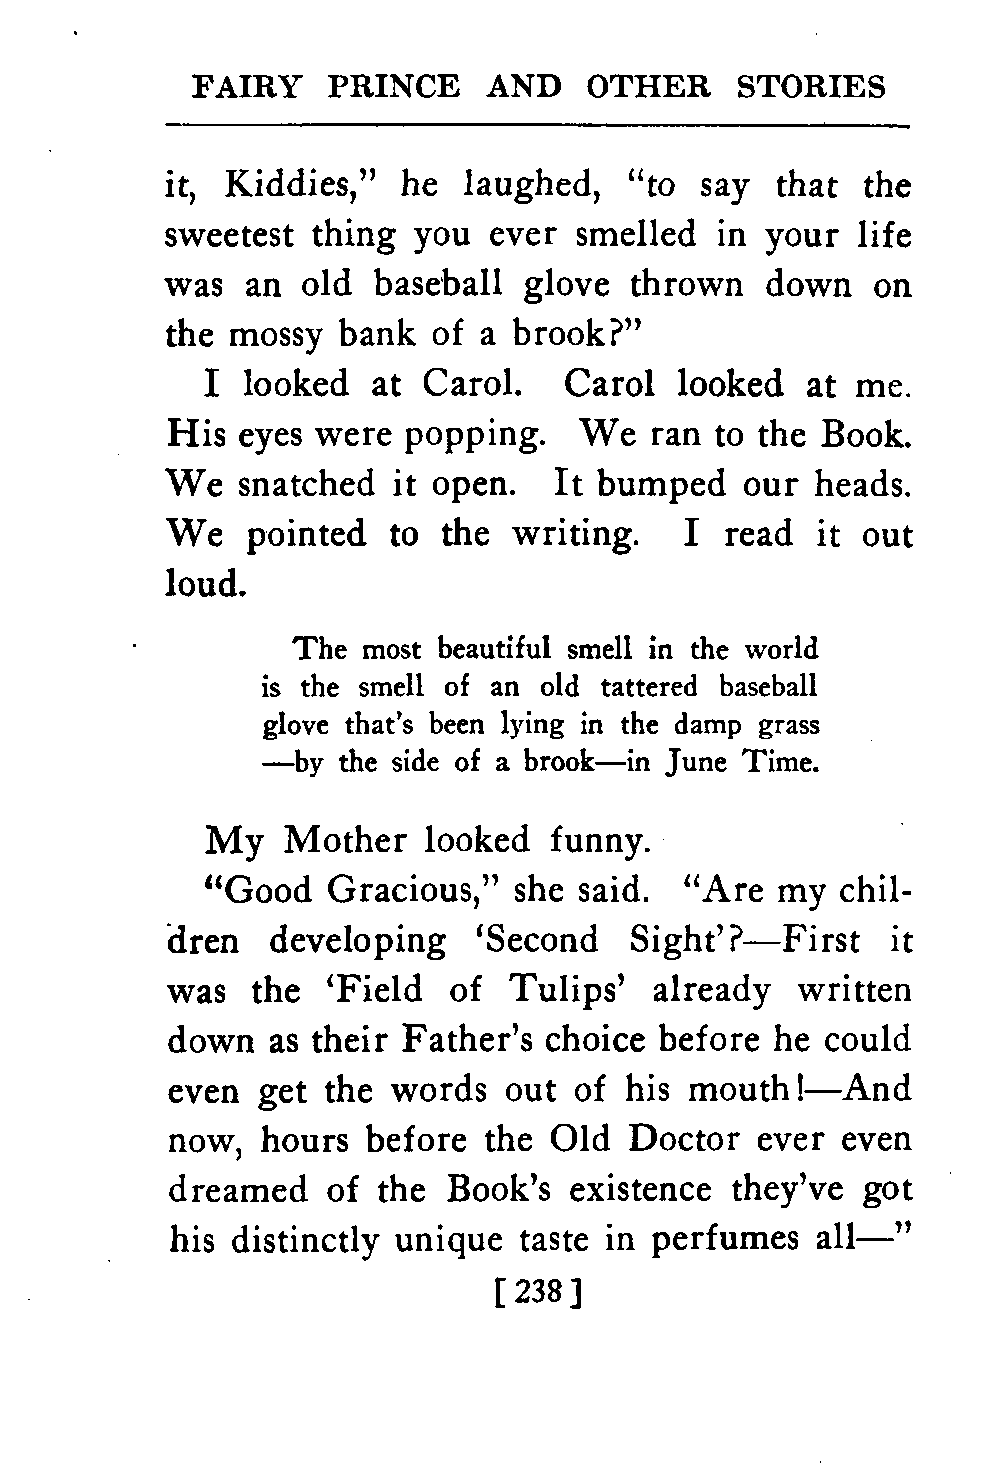 FAIRY PRINCE AND OTHER STORIES
it, Kiddies,” he laughed, “to say that the
sweetest thing you ever smelled in your life
was an old baseball glove thrown down on
the mossy bank of a brook?”
I looked at Carol. Carol looked at me.
His eyes were popping. We ran to the Book.
We snatched it open. It bumped our heads.
We pointed to the writing. I read it out
loud.
The most beautiful smell in the world
is the smell of an old tattered baseball
glove that’s been lying in the damp grass
—by the side of a brook—in June Time.
My Mother looked funny.
“Good Gracious,” she said. “Are my chil-
dren developing ‘Second Sight’?—First it
was the ‘Field of Tulips’ already written
down as their Father’s choice before he could
even get the words out of his mouth!—And
now, hours before the Old Doctor ever even
dreamed of the Book’s existence they’ve got
his distinctly unique taste in perfumes all—”
[238]